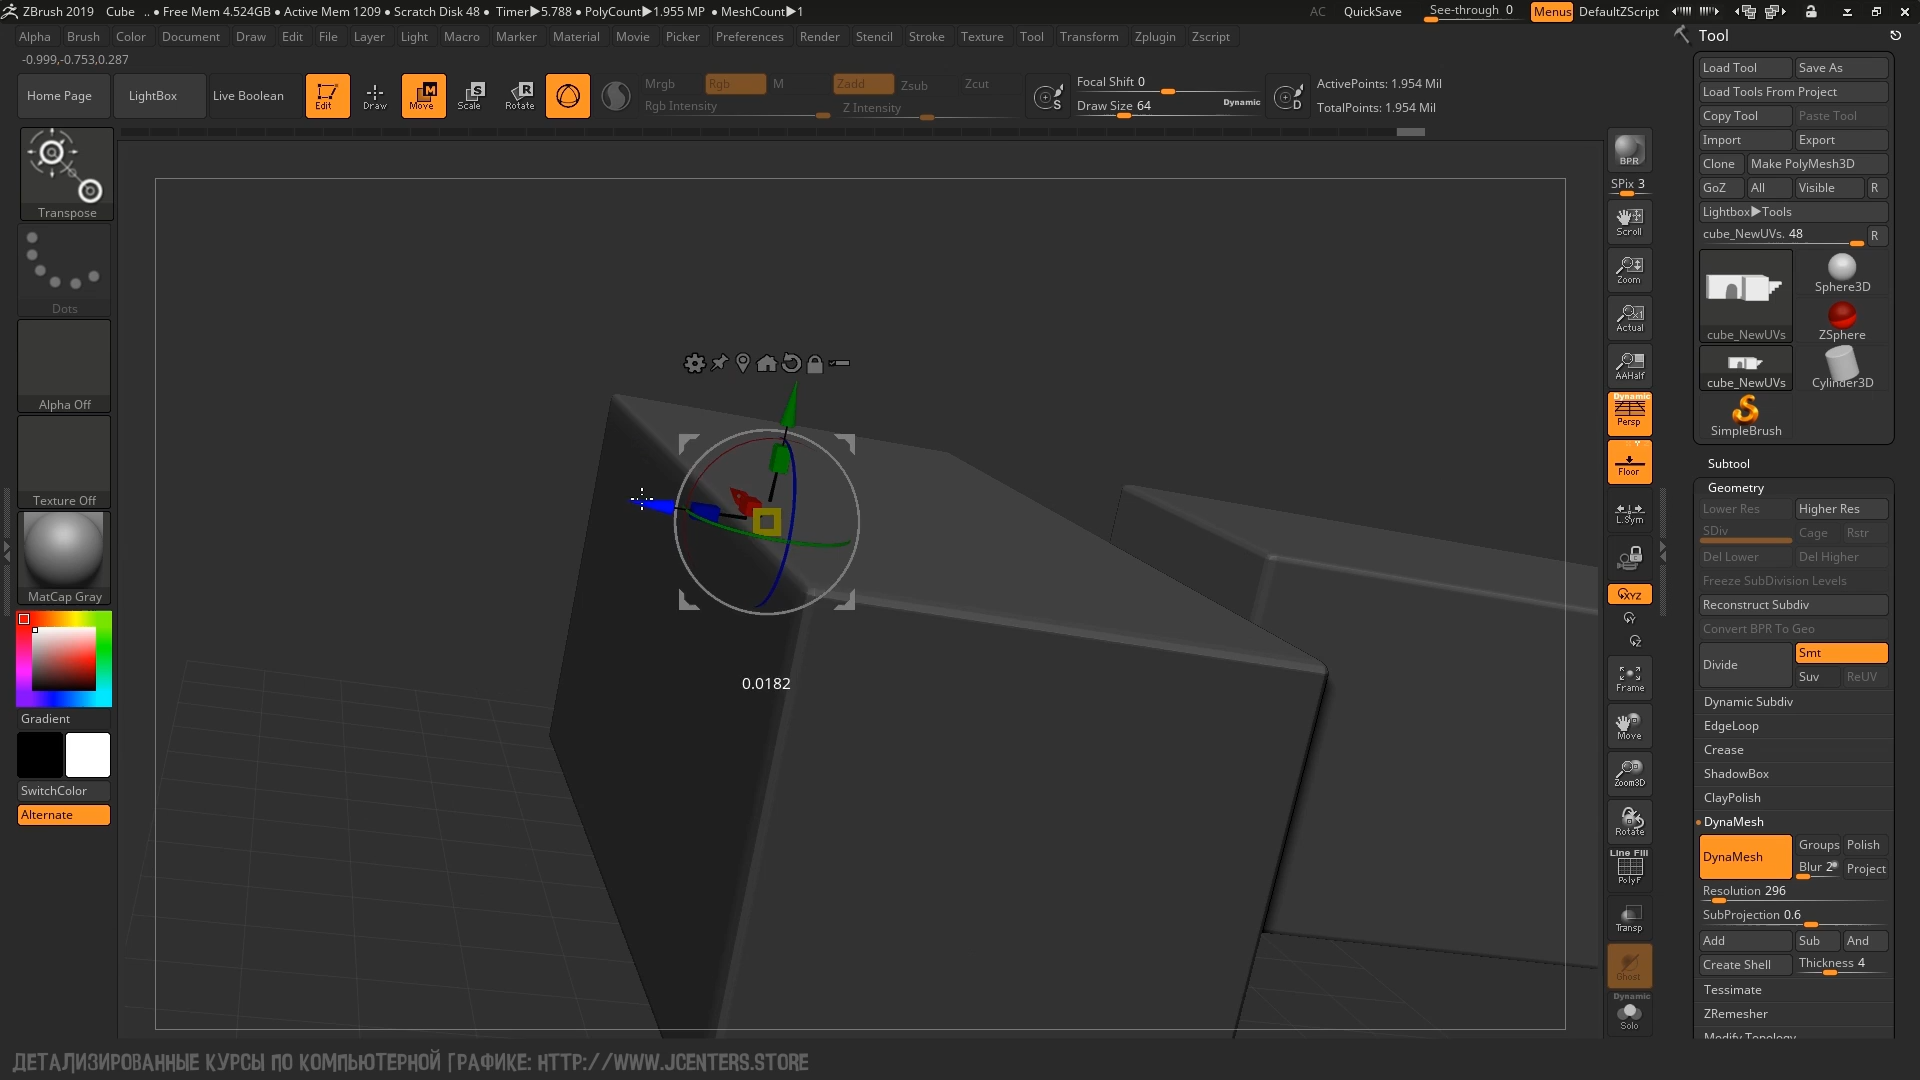 ZBrush 2019 Cube .. ● Free Mem 4.524GB ● Active Mem 1209 ● Scratch Disk 48 ● Timer▶5.788 ● PolyCount▶1.955 MP ● MeshCount▶1 AC QuickSave See-through 0 Menus DefaultZScript
Alpha Brush Color Document Draw Edit File Layer Light Macro Marker Material Movie Picker Preferences Render Stencil Stroke Texture Tool Transform Zplugin Zscript
-0.999,-0.753,0.287
Home Page LightBox Live Boolean Edit Draw Move Scale Rotate
Mrgb Rgb M Zadd Zsub Zcut
Rgb Intensity Z Intensity
S Focal Shift 0
Draw Size 64 Dynamic D
ActivePoints: 1.954 Mil
TotalPoints: 1.954 Mil
Transpose
Dots
Alpha Off
Texture Off
MatCap Gray
Gradient
SwitchColor
Alternate
0.0182
BPR
SPix 3
Scroll
Zoom
Actual
AAHalf
Dynamic
Persp
Floor
L.Sym
XYZ
Y
Z
Frame
Move
Zoom3D
Rotate
Line Fill
PolyF
Transp
Ghost
Dynamic
Solo
Tool
Load Tool Save As
Load Tools From Project
Copy Tool Paste Tool
Import Export
Clone Make PolyMesh3D
GoZ All Visible R
Lightbox▶Tools
cube_NewUVs. 48 R
cube_NewUVs Sphere3D
ZSphere
cube_NewUVs Cylinder3D
SimpleBrush
Subtool
Geometry
Lower Res Higher Res
SDiv Cage Rstr
Del Lower Del Higher
Freeze SubDivision Levels
Reconstruct Subdiv
Convert BPR To Geo
Divide Smt
Suv ReUV
Dynamic Subdiv
EdgeLoop
Crease
ShadowBox
ClayPolish
DynaMesh
DynaMesh Groups Polish
Blur 2 Project
Resolution 296
SubProjection 0.6
Add Sub And
Create Shell Thickness 4
Tessimate
ZRemesher
Modify Topology
ДЕТАЛИЗИРОВАННЫЕ КУРСЫ ПО КОМПЬЮТЕРНОЙ ГРАФИКЕ: HTTP://WWW.JCENTERS.STORE